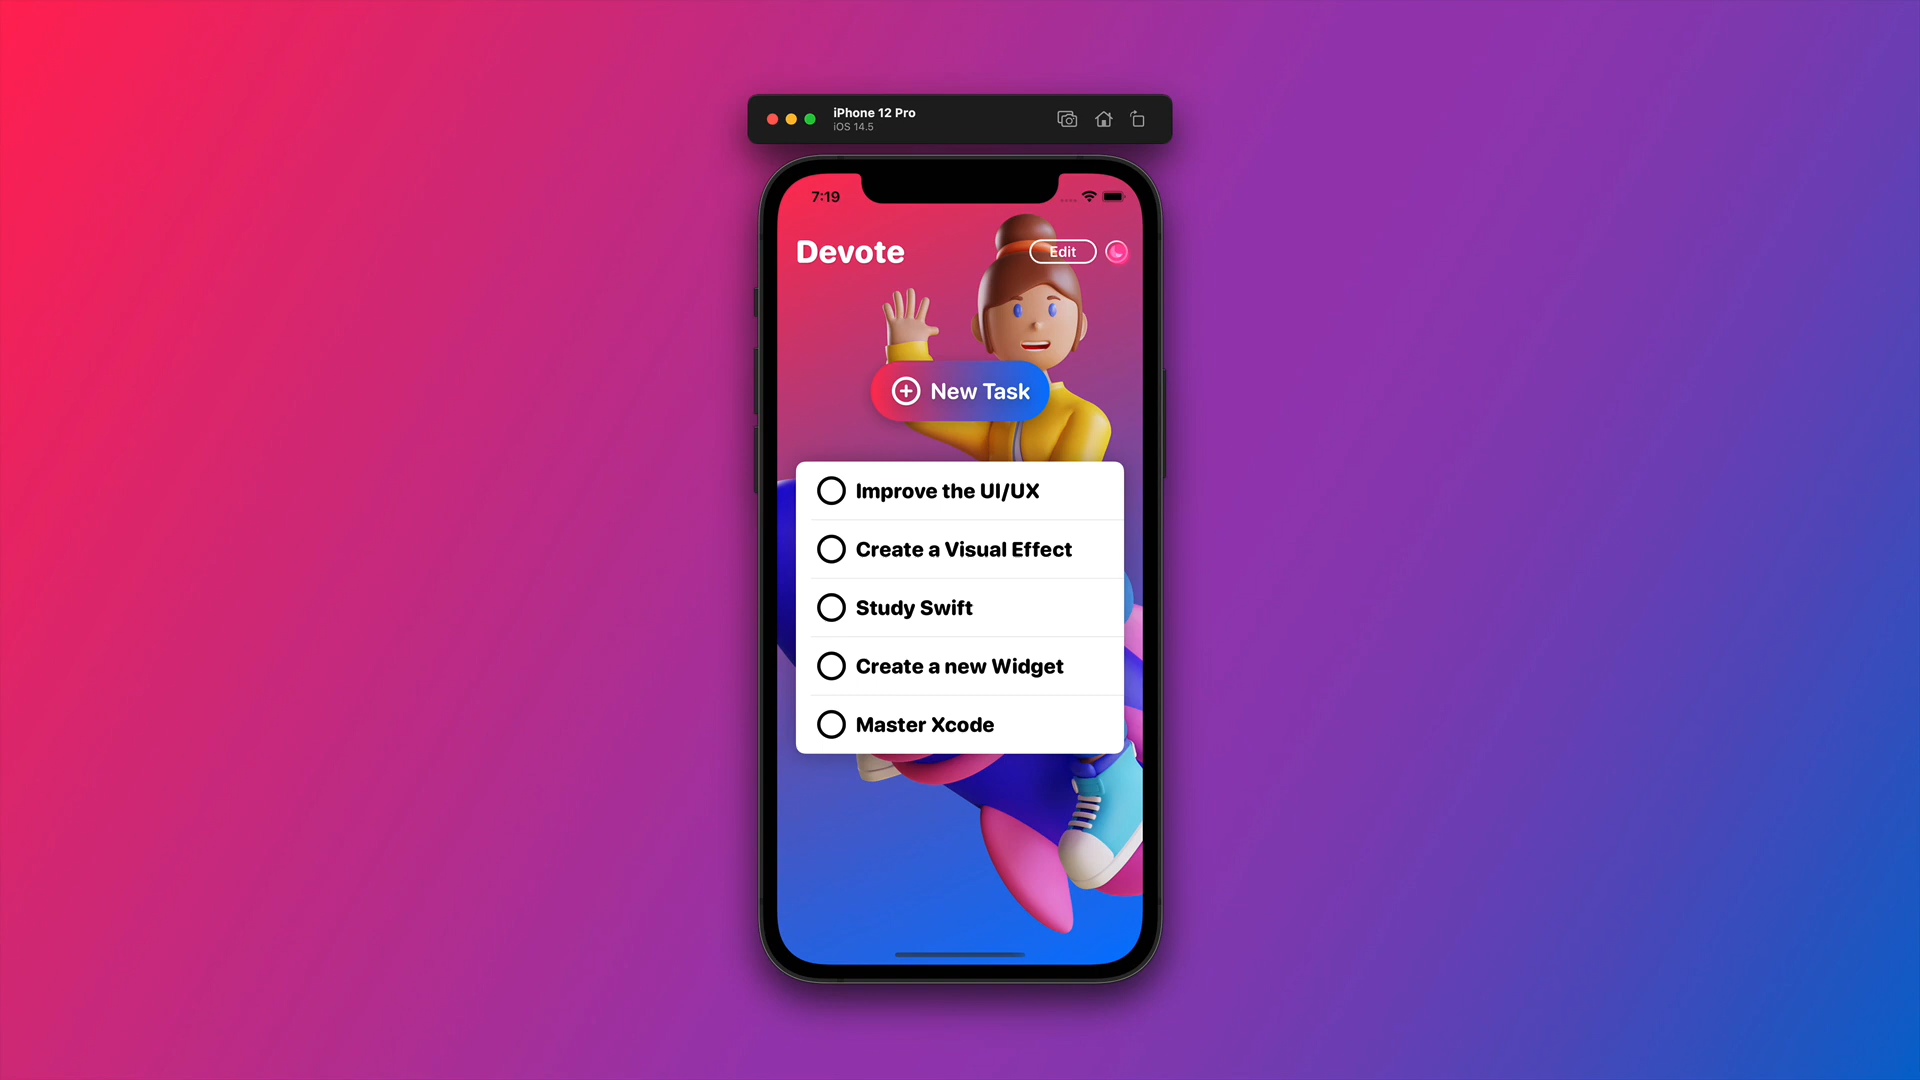 iPhone 12 Pro
iOS 14.5
7:19
Devote
Edit
New Task
Improve the UI/UX
Create a Visual Effect
Study Swift
Create a new Widget
Master Xcode